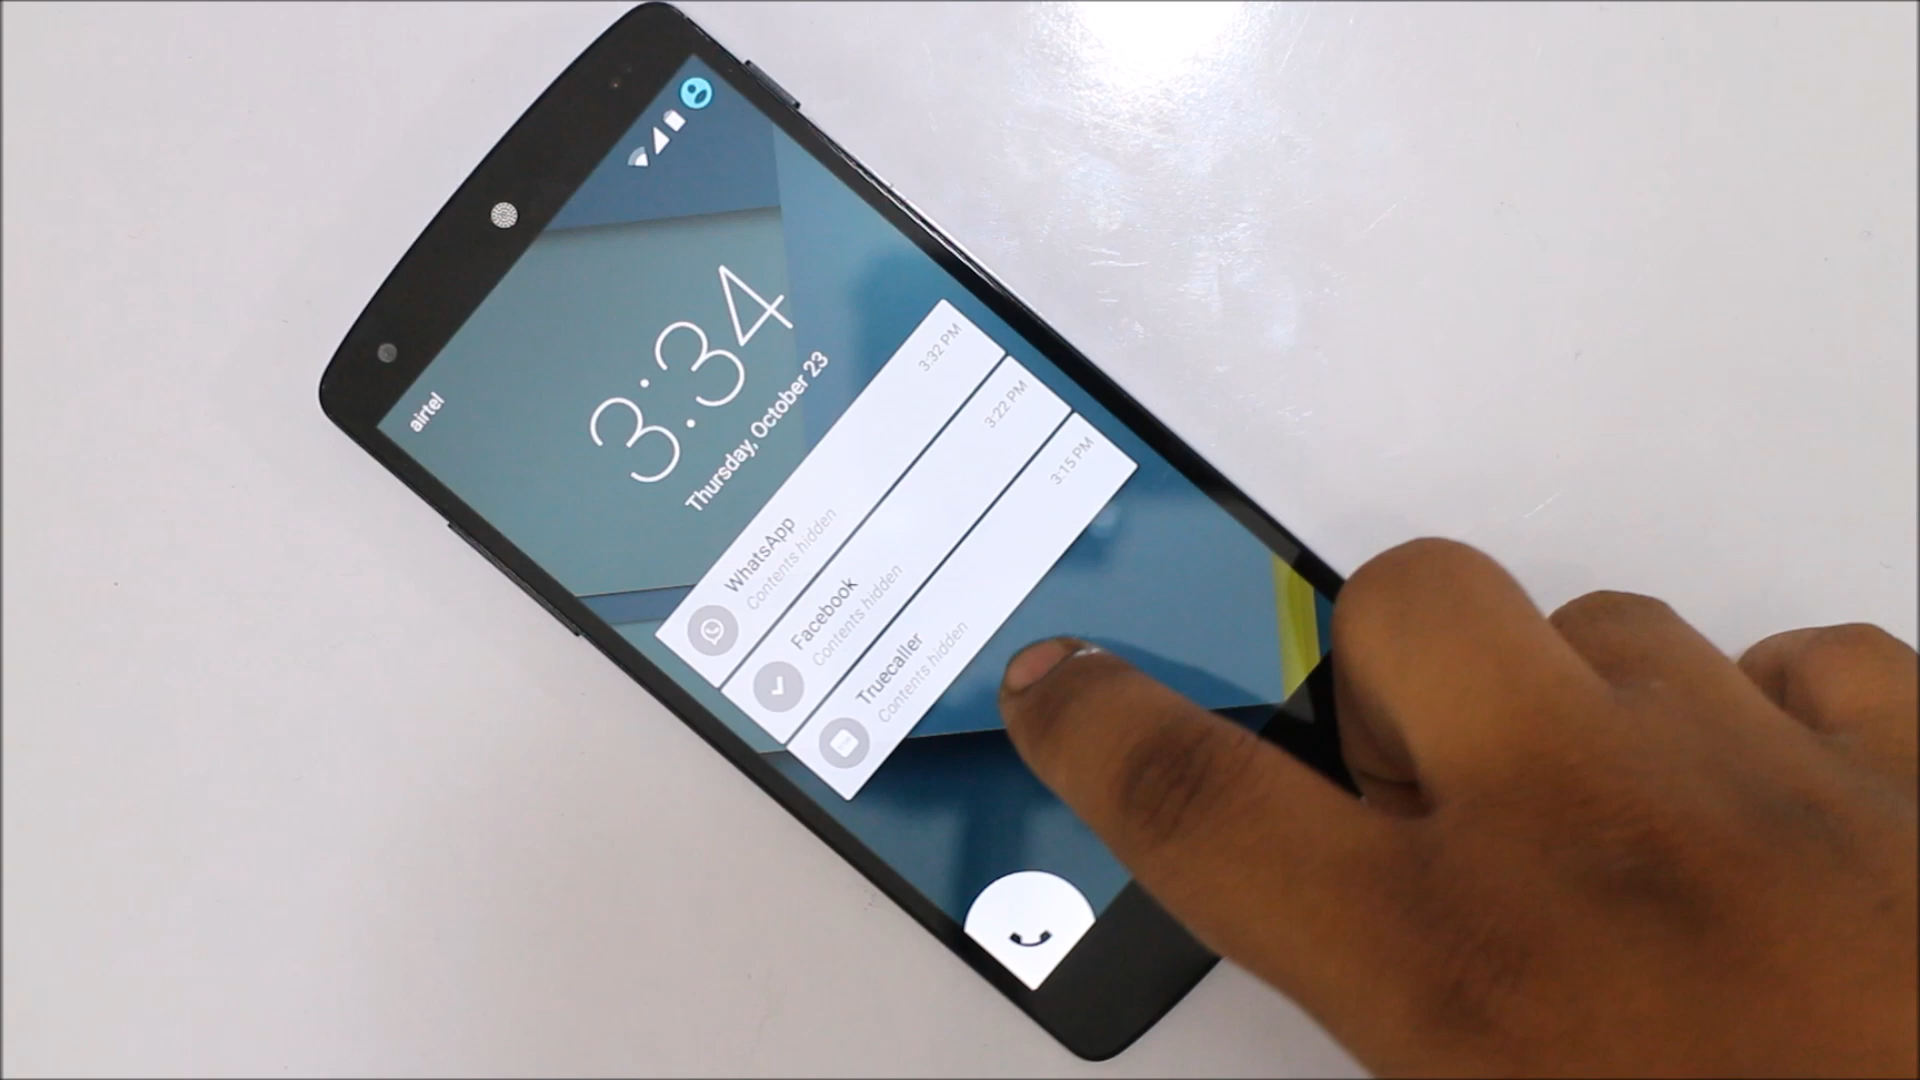 airtel
3:34
Thursday, October 23
WhatsApp
3:32 PM
Contents hidden
Facebook
3:22 PM
Contents hidden
Truecaller
3:15 PM
Contents hidden